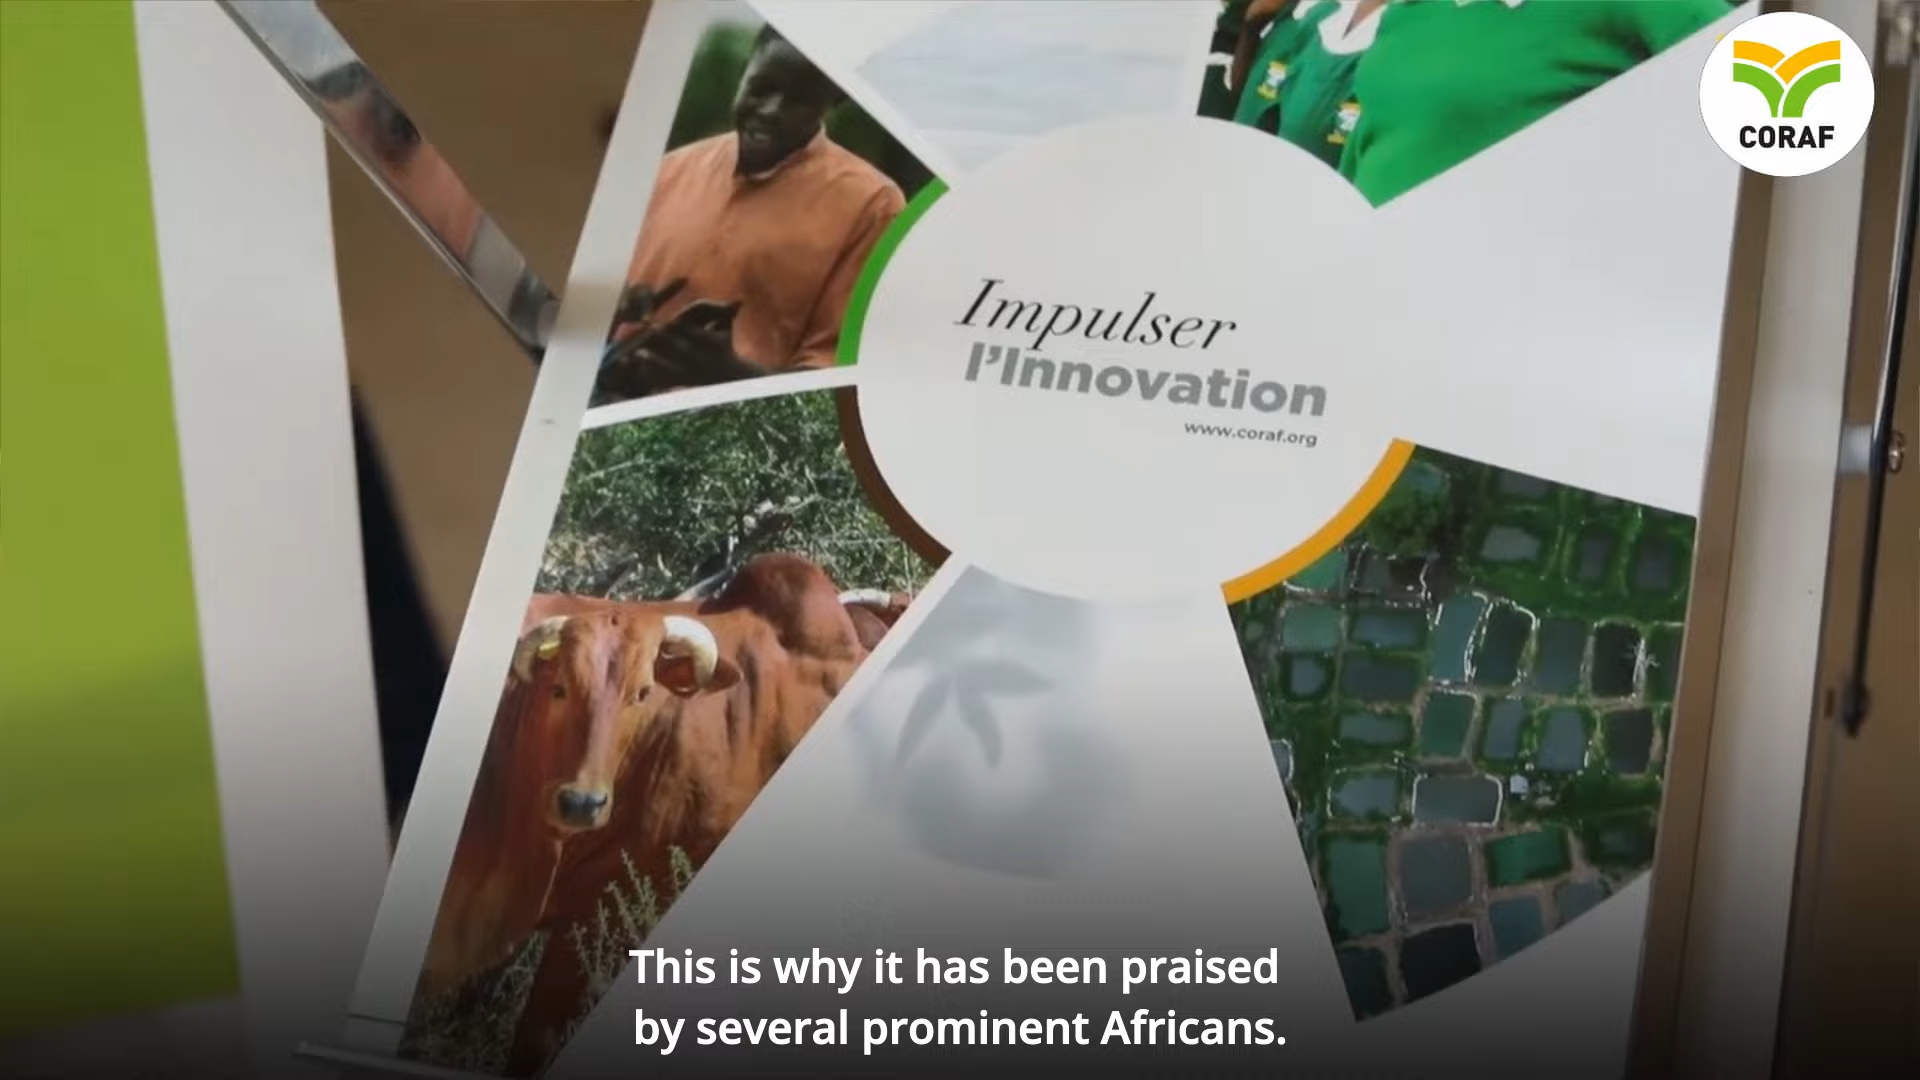 CORAF
Impulser
l'Innovation
www.coraf.org
This is why it has been praised
by several prominent Africans.